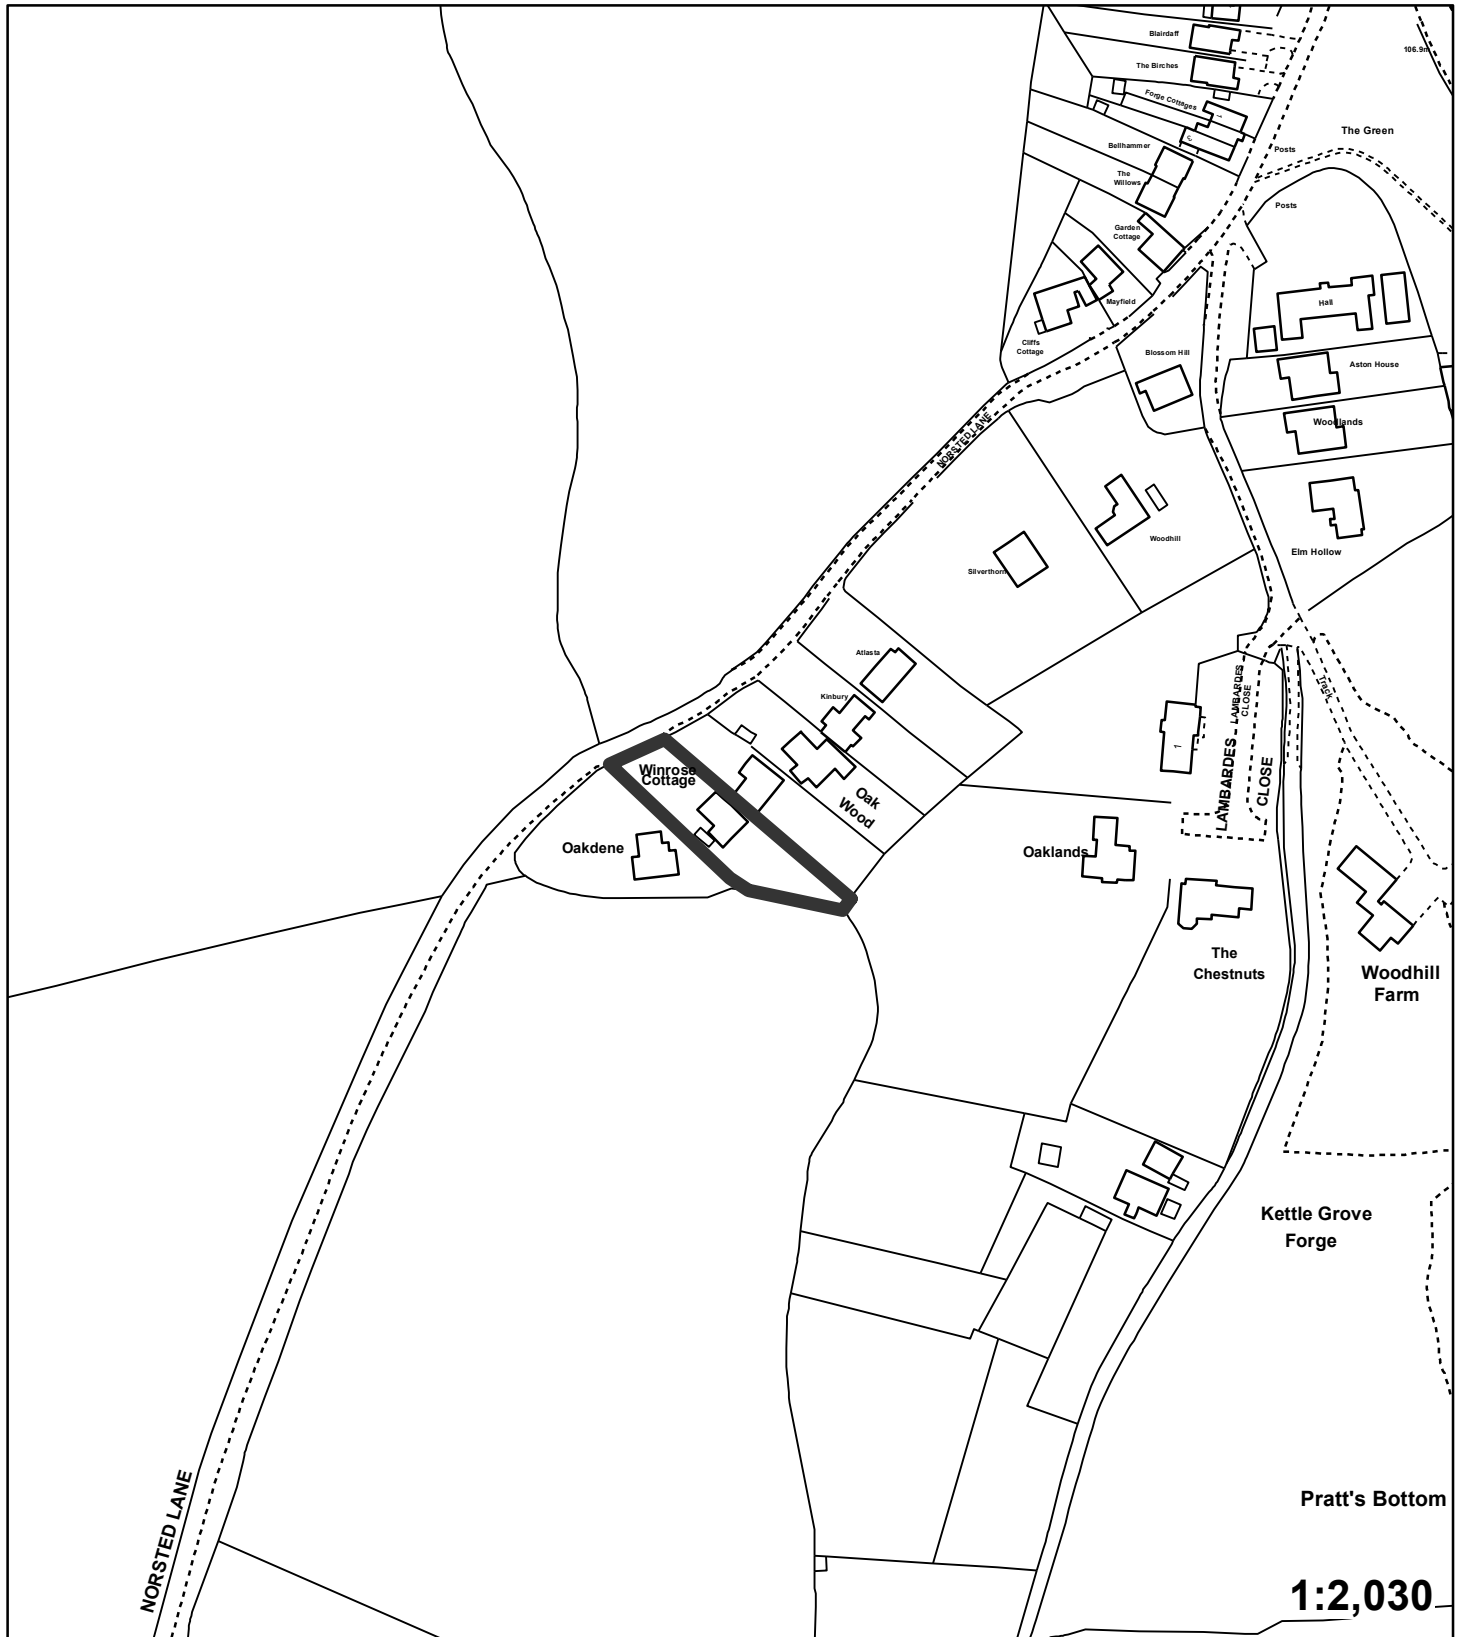 Blairdaff
106.9m
The Birches
Forge Cottages
1
3
The Green
Bellhammer
Posts
The
Willows
Posts
Garden
Cottage
Mayfield
Hall
Cliffs
Cottage
Blossom Hill
Aston House
NORSTED LANE
Woodlands
Woodhill
Elm Hollow
Silverthorn
Atlasta
Kinbury
LAMBARDES
CLOSE
Track
1
LAMBARDES
CLOSE
Winrose
Cottage
Oak
Wood
Oakdene
Oaklands
The
Chestnuts
Woodhill
Farm
Kettle Grove
Forge
NORSTED LANE
Pratt's Bottom
1:2,030